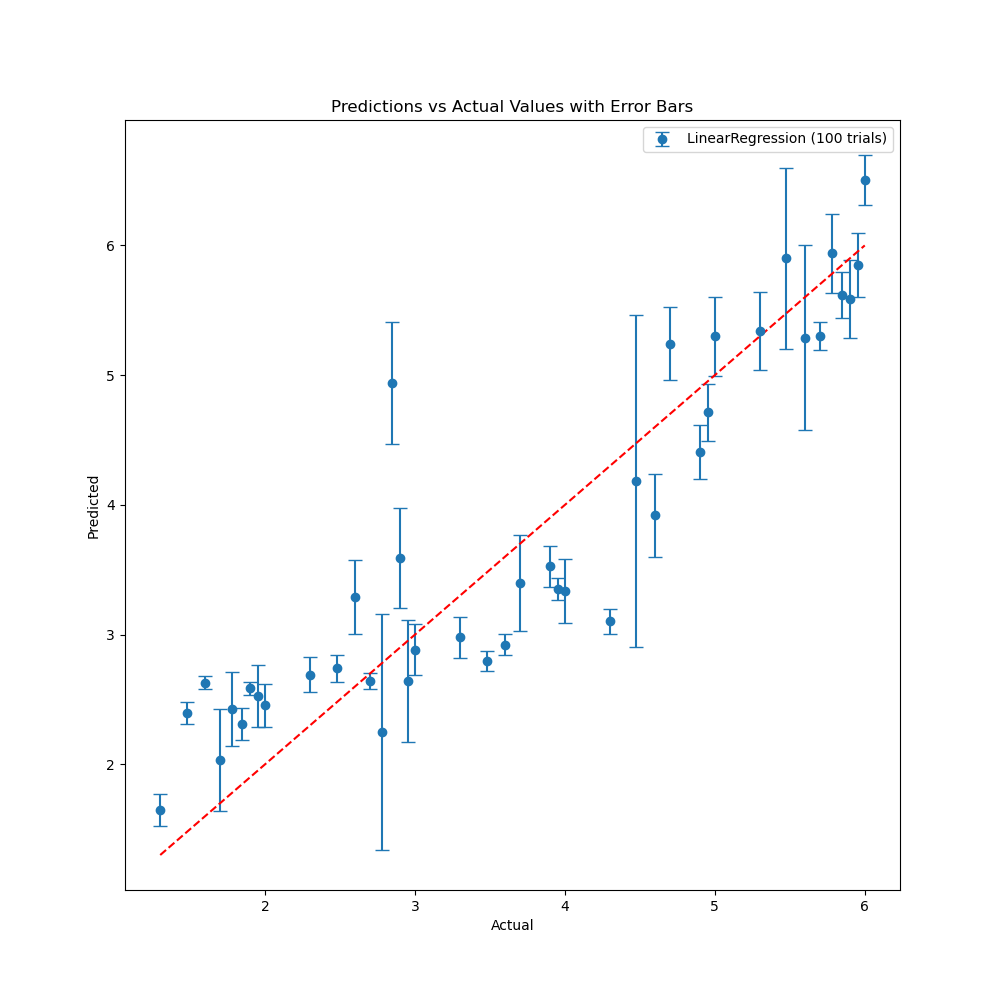 Predictions vs Actual Values with Error Bars
LinearRegression (100 trials)
6
5
4
3
2
Predicted
2 3 4 5 6
Actual